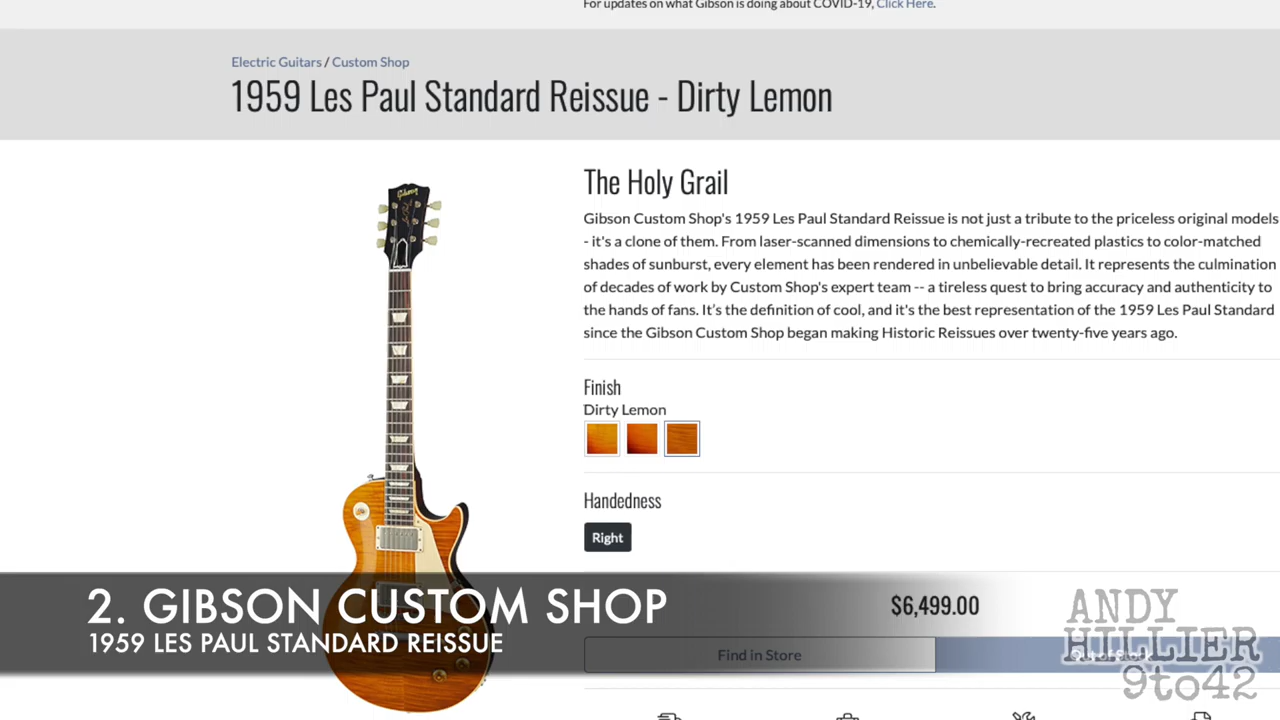 For updates on what Gibson is doing about COVID-19, Click Here.
Electric Guitars / Custom Shop
1959 Les Paul Standard Reissue - Dirty Lemon
Gibson
The Holy Grail
Gibson Custom Shop's 1959 Les Paul Standard Reissue is not just a tribute to the priceless original models
- it's a clone of them. From laser-scanned dimensions to chemically-recreated plastics to color-matched
shades of sunburst, every element has been rendered in unbelievable detail. It represents the culmination
of decades of work by Custom Shop's expert team -- a tireless quest to bring accuracy and authenticity to
the hands of fans. It’s the definition of cool, and it's the best representation of the 1959 Les Paul Standard
since the Gibson Custom Shop began making Historic Reissues over twenty-five years ago.
Finish
Dirty Lemon
Handedness
Right
$6,499.00
Find in Store
Out of Stock
2. GIBSON CUSTOM SHOP
1959 LES PAUL STANDARD REISSUE
ANDY
HILLIER
9to42